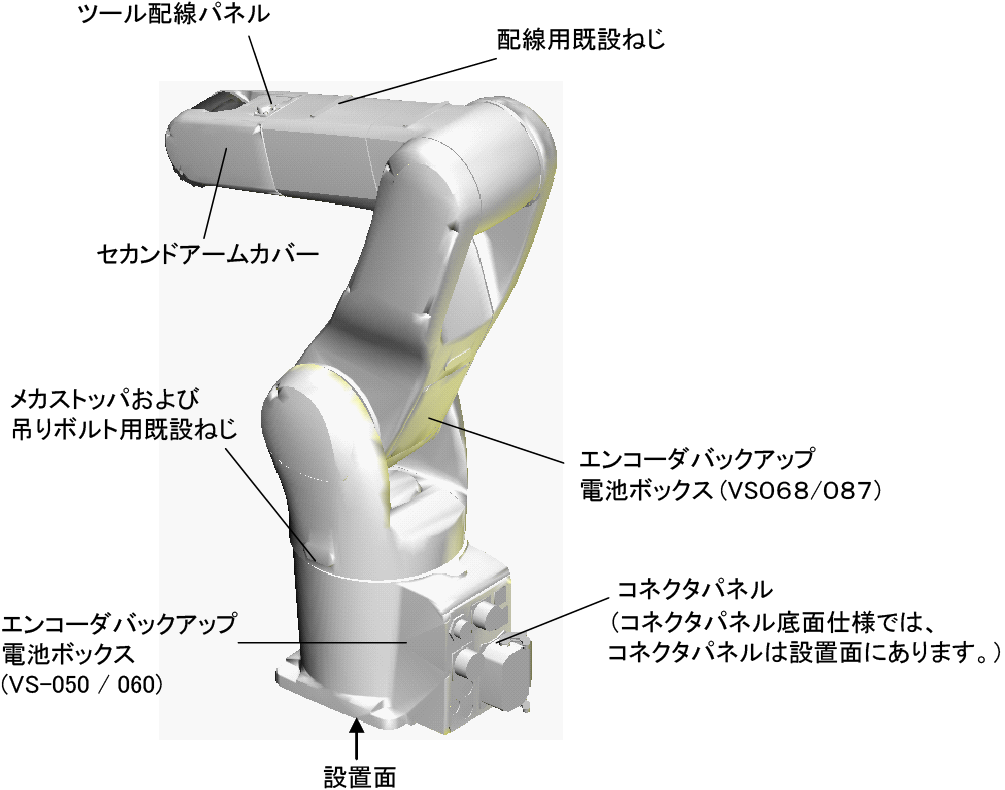 ツール配線パネル
配線用既設ねじ
セカンドアームカバー
メカストッパおよび
吊りボルト用既設ねじ
エンコーダバックアップ
電池ボックス（VS068/087）
コネクタパネル
（コネクタパネル底面仕様では、
コネクタパネルは設置面にあります。）
エンコーダバックアップ
電池ボックス
(VS-050 / 060)
設置面